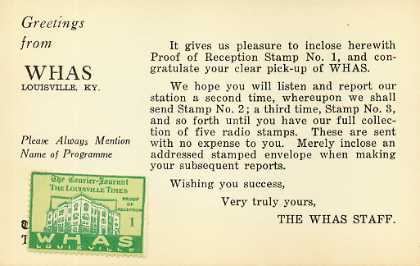 Greetings
from
WHAS
LOUISVILLE, KY.
Please Always Mention
Name of Programme
It gives us pleasure to inclose herewith
Proof of Reception Stamp No. 1, and con-
gratulate your clear pick-up of WHAS.
We hope you will listen and report our
station a second time, whereupon we shall
send Stamp No. 2; a third time, Stamp No. 3,
and so forth until you have our full collec-
tion of five radio stamps. These are sent
with no expense to you. Merely inclose an
addressed stamped envelope when making
your subsequent reports.
Wishing you success,
Very truly yours,
THE WHAS STAFF.
The Courier-Journal
THE LOUISVILLE TIMES
PROOF
OF
RECEPTION
1
WHAS
LOUISVILLE